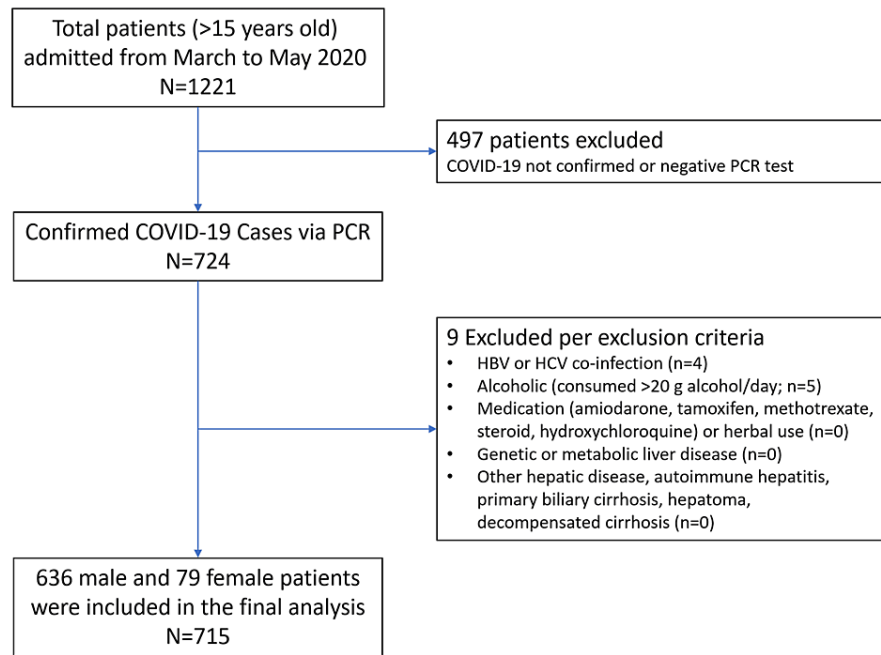 Total patients (>15 years old)
admitted from March to May 2020
N=1221
497 patients excluded
COVID-19 not confirmed or negative PCR test
Confirmed COVID-19 Cases via PCR
N=724
9 Excluded per exclusion criteria
• HBV or HCV co-infection (n=4)
• Alcoholic (consumed >20 g alcohol/day; n=5)
• Medication (amiodarone, tamoxifen, methotrexate,
steroid, hydroxychloroquine) or herbal use (n=0)
• Genetic or metabolic liver disease (n=0)
• Other hepatic disease, autoimmune hepatitis,
primary biliary cirrhosis, hepatoma,
decompensated cirrhosis (n=0)
636 male and 79 female patients
were included in the final analysis
N=715